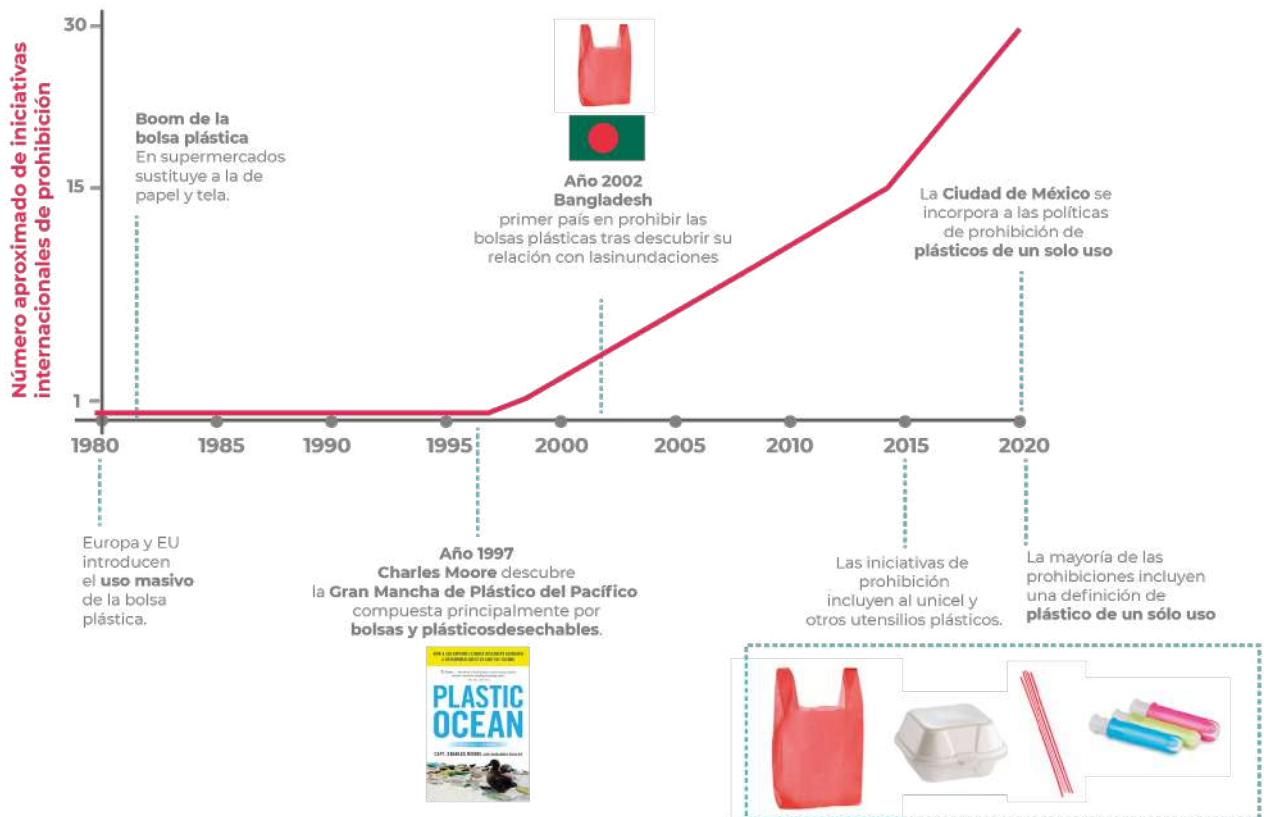 Número aproximado de iniciativas
internacionales de prohibición
30
15
1
Boom de la
bolsa plástica
En supermercados
sustituye a la de
papel y tela.
Año 2002
Bangladesh
primer país en prohibir las
bolsas plásticas tras descubrir su
relación con lasinundaciones
La Ciudad de México se
incorpora a las políticas
de prohibición de
plásticos de un solo uso
1980 1985 1990 1995 2000 2005 2010 2015 2020
Europa y EU
introducen
el uso masivo
de la bolsa
plástica.
Año 1997
Charles Moore descubre
la Gran Mancha de Plástico del Pacífico
compuesta principalmente por
bolsas y plásticosdesechables.
PLASTIC
OCEAN
CAPT. CHARLES MOORE
Las iniciativas de
prohibición
incluyen al unicel y
otros utensilios plásticos.
La mayoría de las
prohibiciones incluyen
una definición de
plástico de un sólo uso